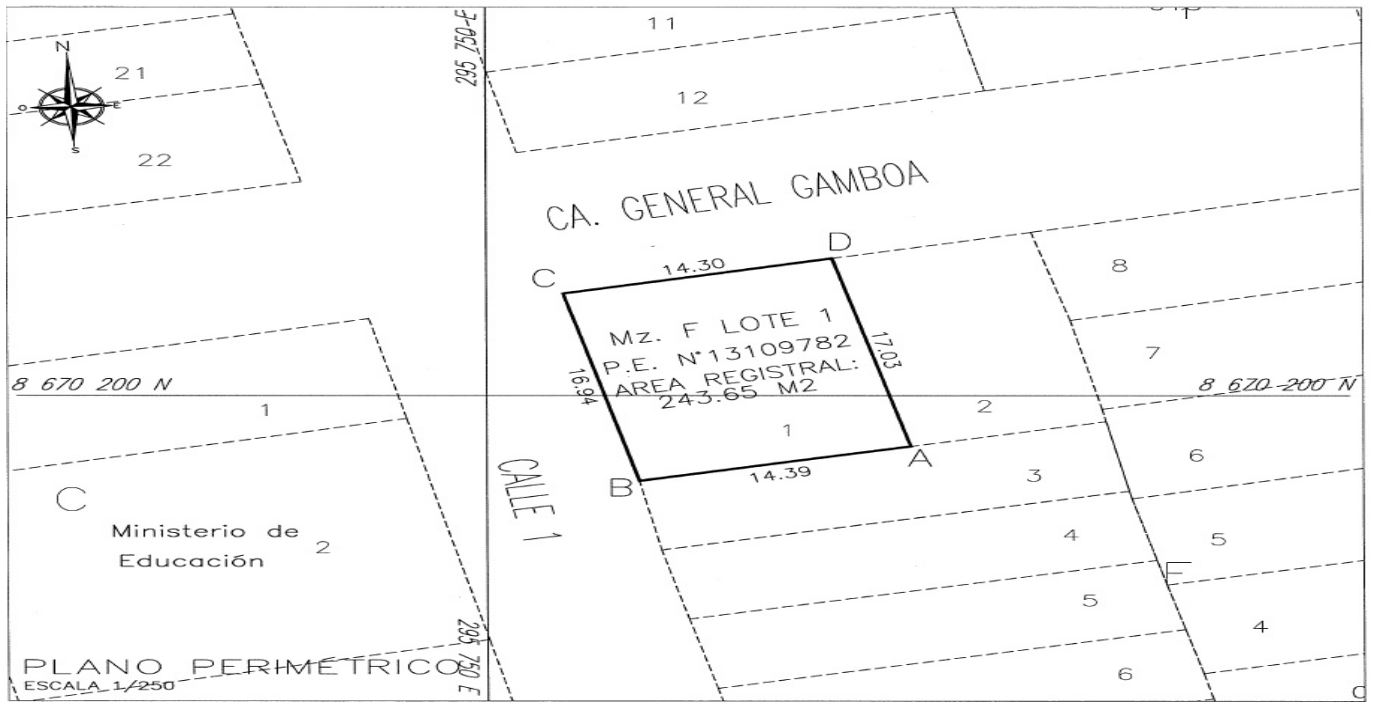 N
O
E
S
21
22
295 750 E
11
12
CA. GENERAL GAMBOA
C
14.30
D
8
Mz. F LOTE 1
P.E. N°13109782
AREA REGISTRAL:
243.65 M2
17.03
16.94
7
8 670 200 N
8 670 200 N
1
1
2
B
14.39
A
6
3
C
CALLE 1
Ministerio de
Educación
2
4
5
F
5
4
6
295 750 E
PLANO PERIMÉTRICO
ESCALA 1/250